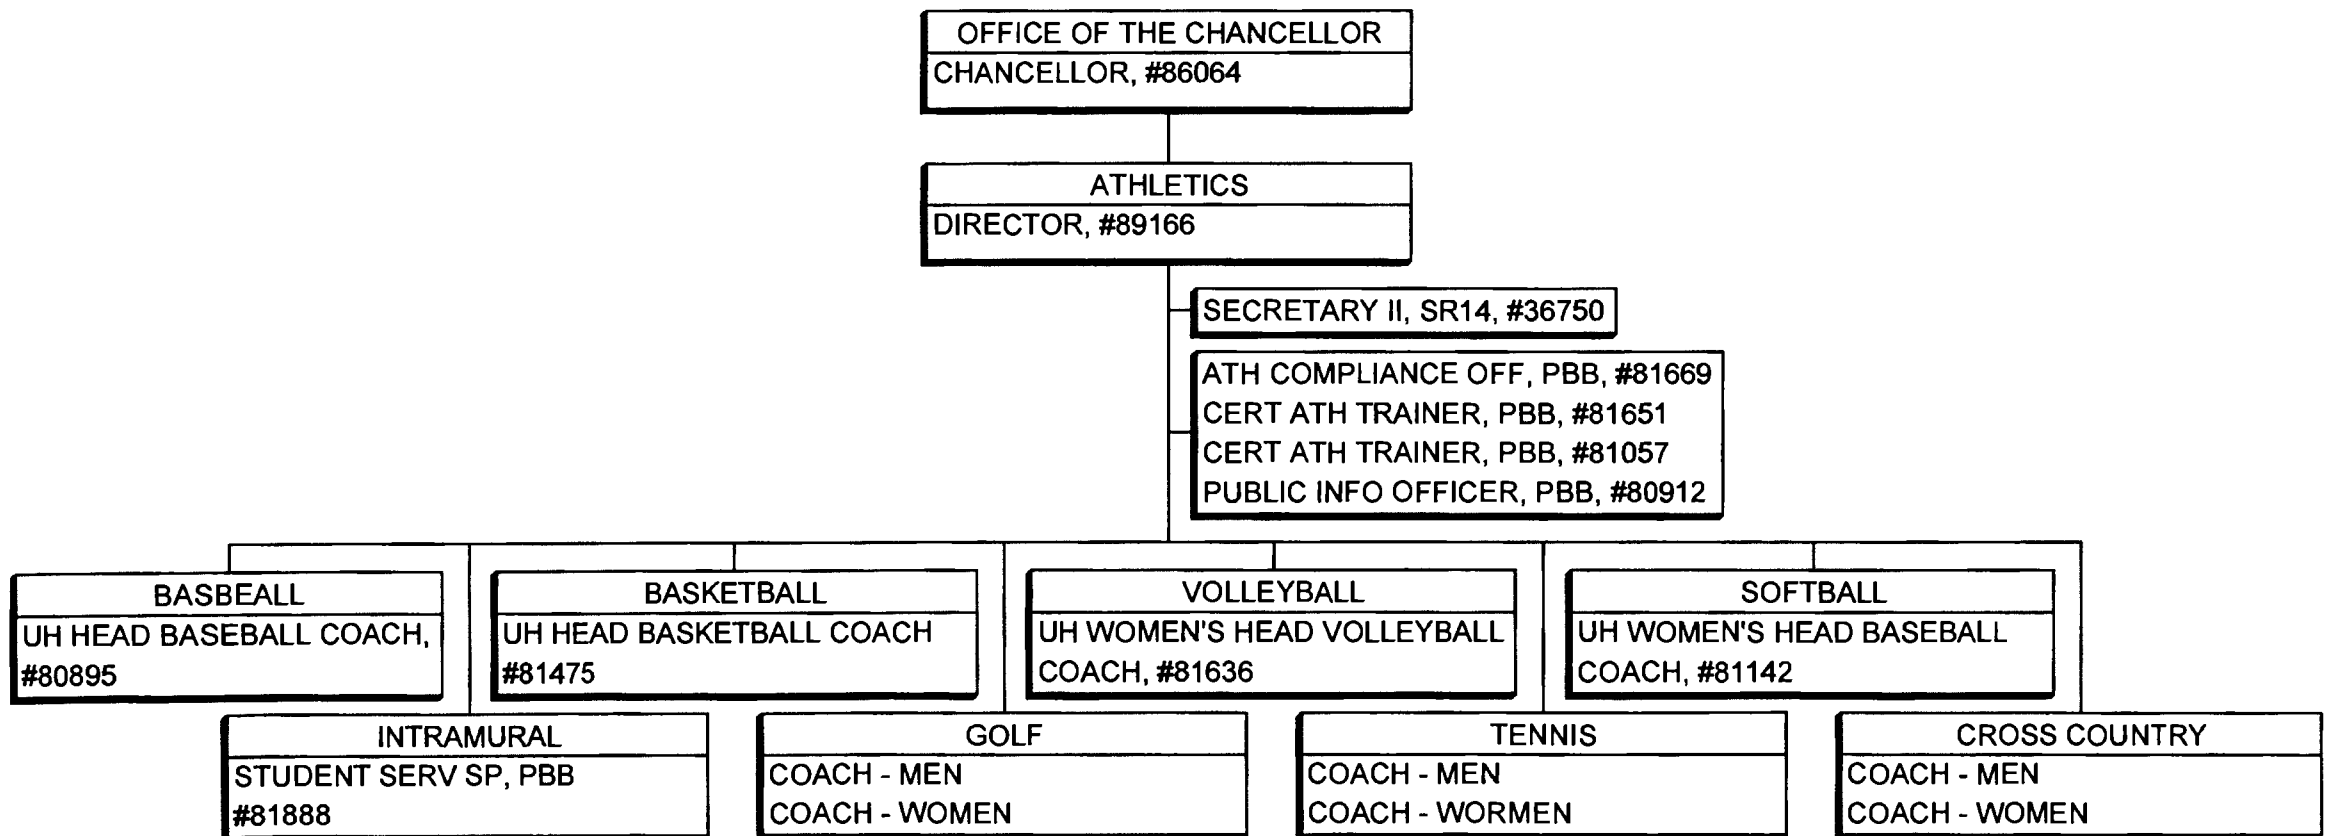 OFFICE OF THE CHANCELLOR
CHANCELLOR, #86064
ATHLETICS
DIRECTOR, #89166
SECRETARY II, SR14, #36750
ATH COMPLIANCE OFF, PBB, #81669
CERT ATH TRAINER, PBB, #81651
CERT ATH TRAINER, PBB, #81057
PUBLIC INFO OFFICER, PBB, #80912
BASBEALL
UH HEAD BASEBALL COACH,
#80895
BASKETBALL
UH HEAD BASKETBALL COACH
#81475
VOLLEYBALL
UH WOMEN'S HEAD VOLLEYBALL
COACH, #81636
SOFTBALL
UH WOMEN'S HEAD BASEBALL
COACH, #81142
INTRAMURAL
STUDENT SERV SP, PBB
#81888
GOLF
COACH - MEN
COACH - WOMEN
TENNIS
COACH - MEN
COACH - WORMEN
CROSS COUNTRY
COACH - MEN
COACH - WOMEN